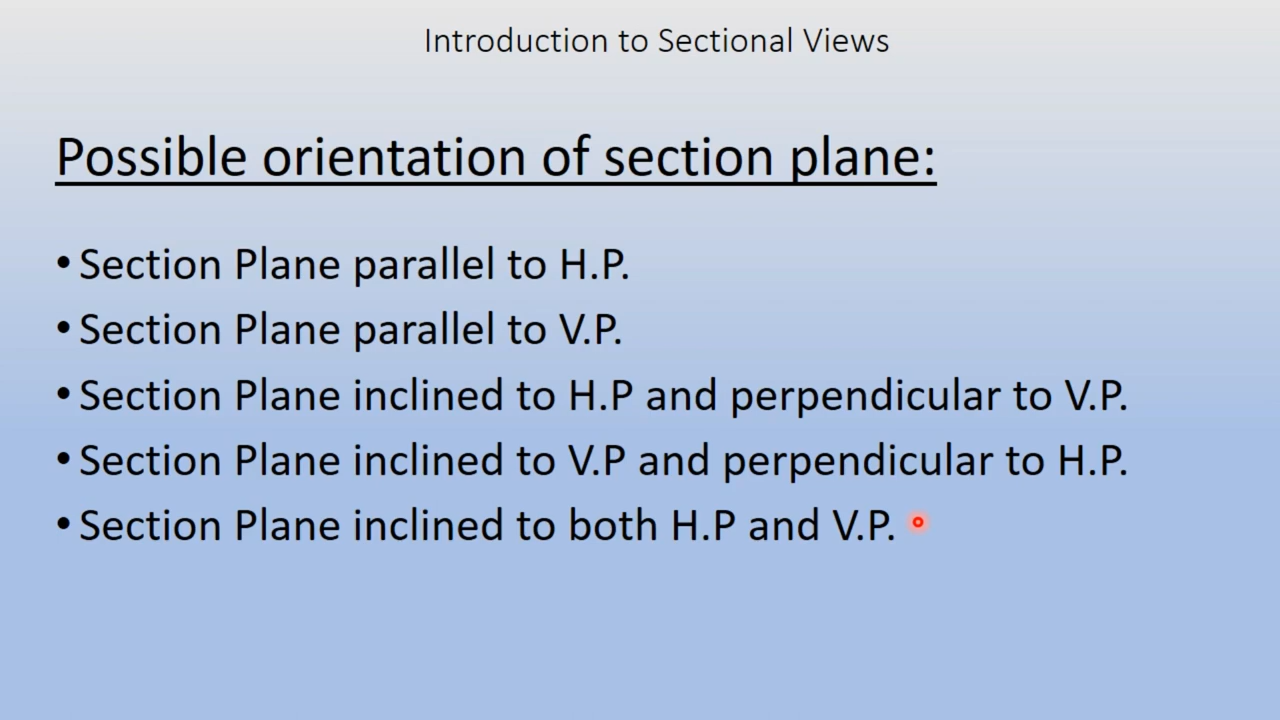 Introduction to Sectional Views
Possible orientation of section plane:
• Section Plane parallel to H.P.
• Section Plane parallel to V.P.
• Section Plane inclined to H.P and perpendicular to V.P.
• Section Plane inclined to V.P and perpendicular to H.P.
• Section Plane inclined to both H.P and V.P.